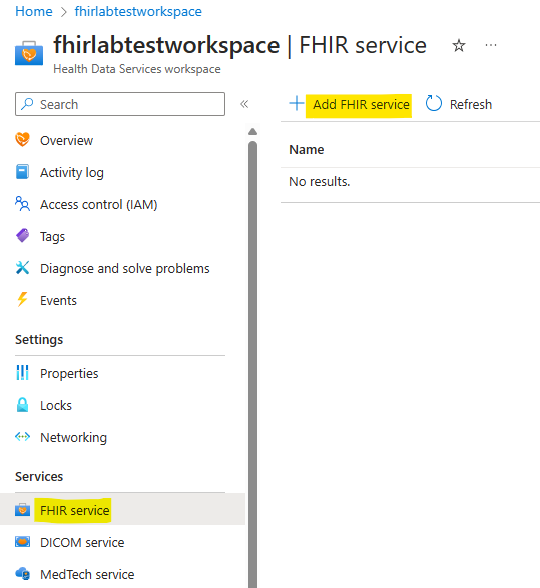 Home > fhirlabtestworkspace
fhirlabtestworkspace | FHIR service ☆ ...
Health Data Services workspace
Search «
+ Add FHIR service Refresh
Overview
Name
Activity log
No results.
Access control (IAM)
Tags
Diagnose and solve problems
Events
Settings
Properties
Locks
Networking
Services
FHIR service
DICOM service
MedTech service